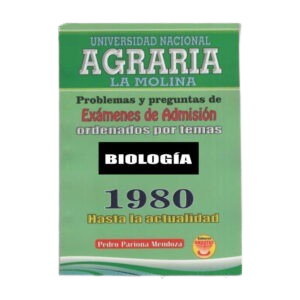 UNIVERSIDAD NACIONAL
AGRARIA
LA MOLINA
Problemas y preguntas de
Exámenes de Admisión
ordenados por temas
BIOLOGÍA
1980
Hasta la actualidad
Pedro Pariona Mendoza